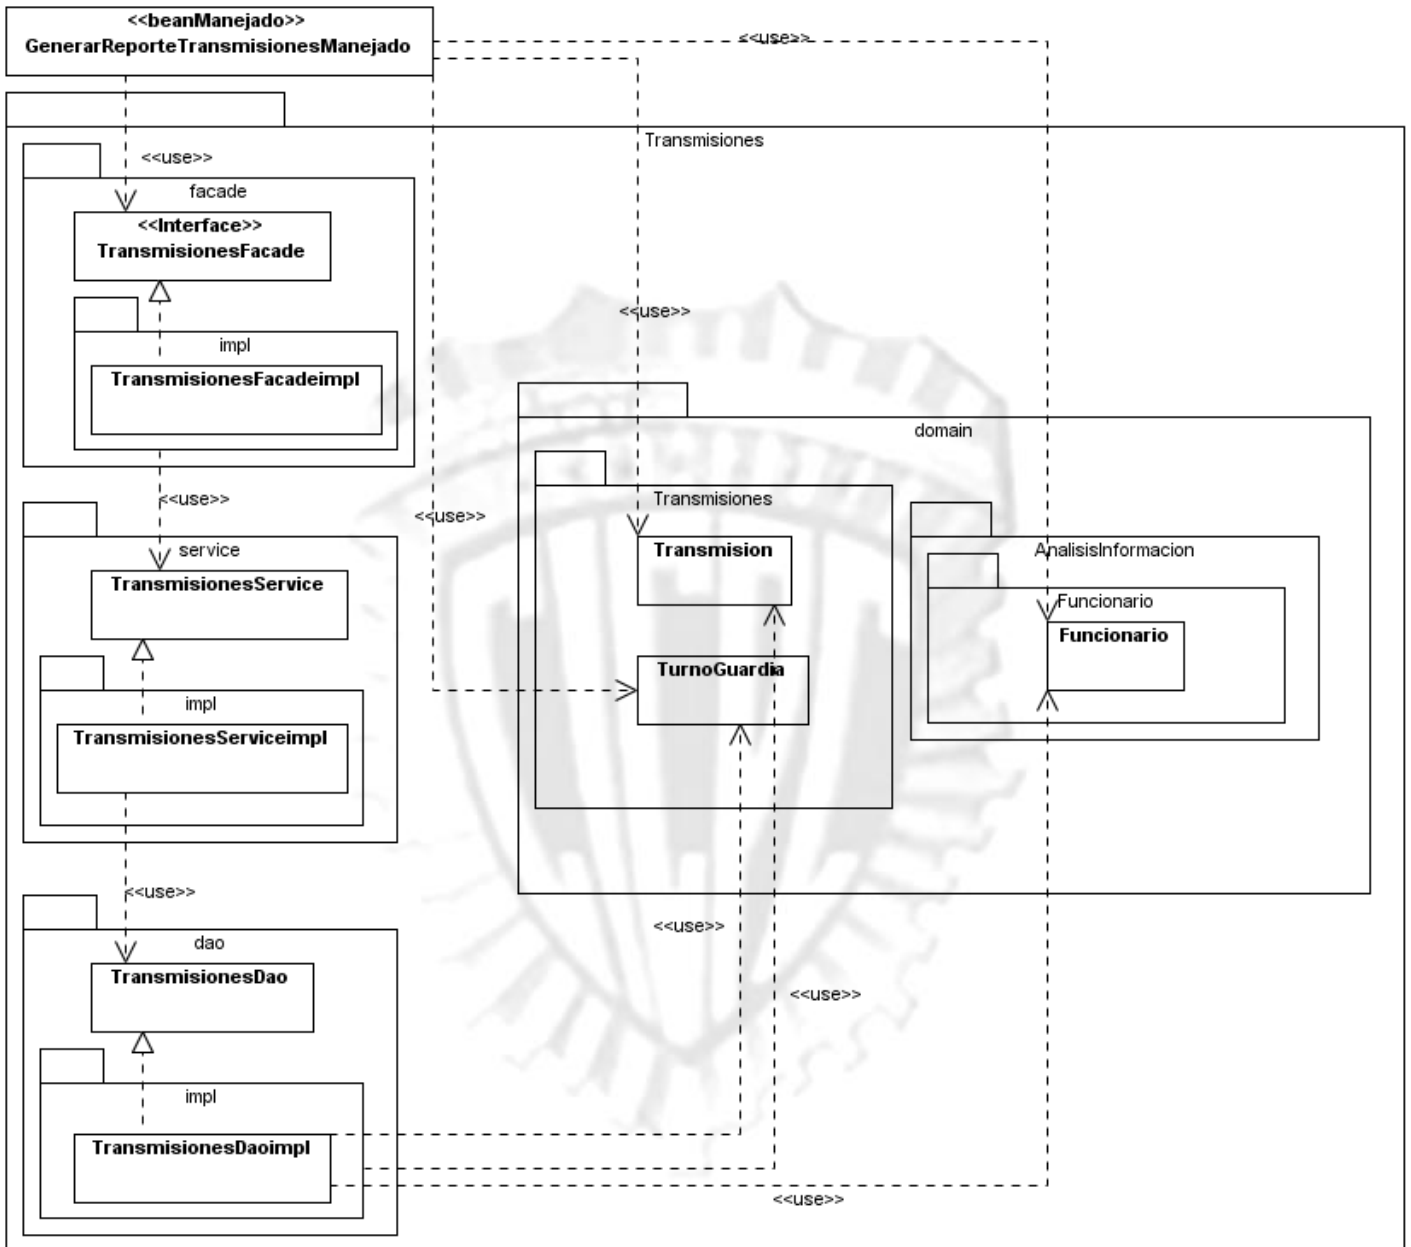 <<beanManejado>>
GenerarReporteTransmisionesManejado
<<use>>
Transmisiones
<<use>>
facade
<<Interface>>
TransmisionesFacade
<<use>>
impl
TransmisionesFacadeimpl
domain
<<use>>
Transmisiones
<<use>>
service
Transmision
AnalisisInformacion
TransmisionesService
Funcionario
Funcionario
TurnoGuardia
impl
TransmisionesServiceimpl
<<use>>
<<use>>
dao
TransmisionesDao
<<use>>
impl
TransmisionesDaoimpl
<<use>>